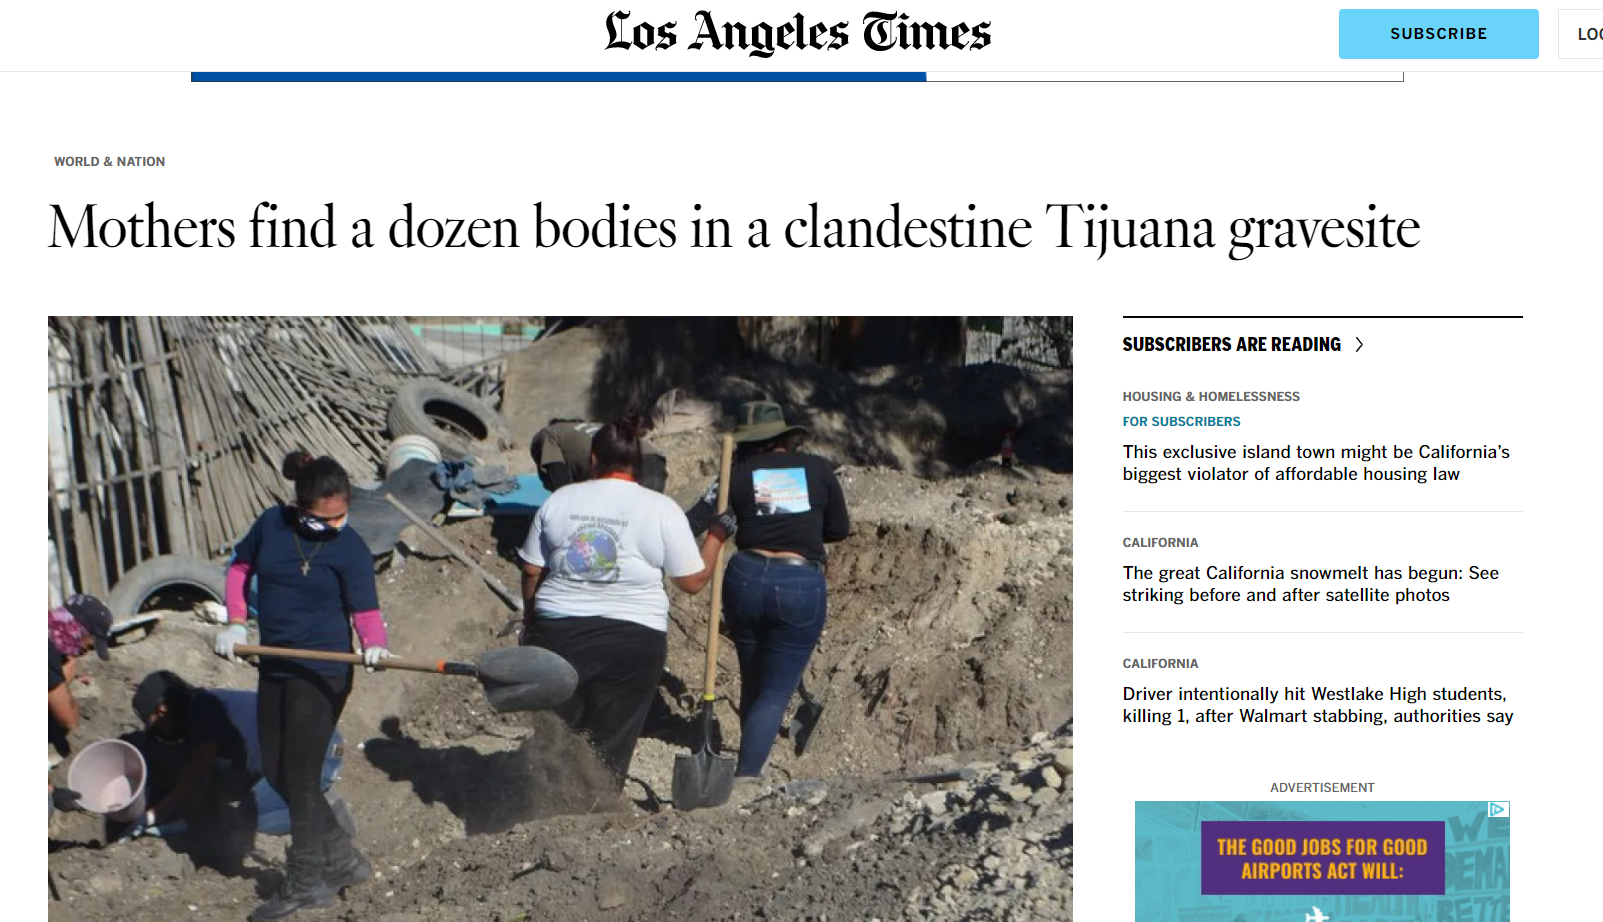 Los Angeles Times
SUBSCRIBE
WORLD & NATION
Mothers find a dozen bodies in a clandestine Tijuana gravesite
SUBSCRIBERS ARE READING
HOUSING & HOMELESSNESS
FOR SUBSCRIBERS
This exclusive island town might be California’s
biggest violator of affordable housing law
CALIFORNIA
The great California snowmelt has begun: See
striking before and after satellite photos
CALIFORNIA
Driver intentionally hit Westlake High students,
killing 1, after Walmart stabbing, authorities say
ADVERTISEMENT
THE GOOD JOBS FOR GOOD
AIRPORTS ACT WILL:
WE